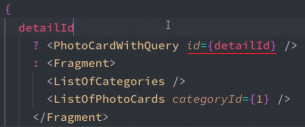 {
detailId
? <PhotoCardWithQuery id={detailId} />
: <Fragment>
<ListOfCategories />
<ListOfPhotoCards categoryId={1} />
</Fragment>